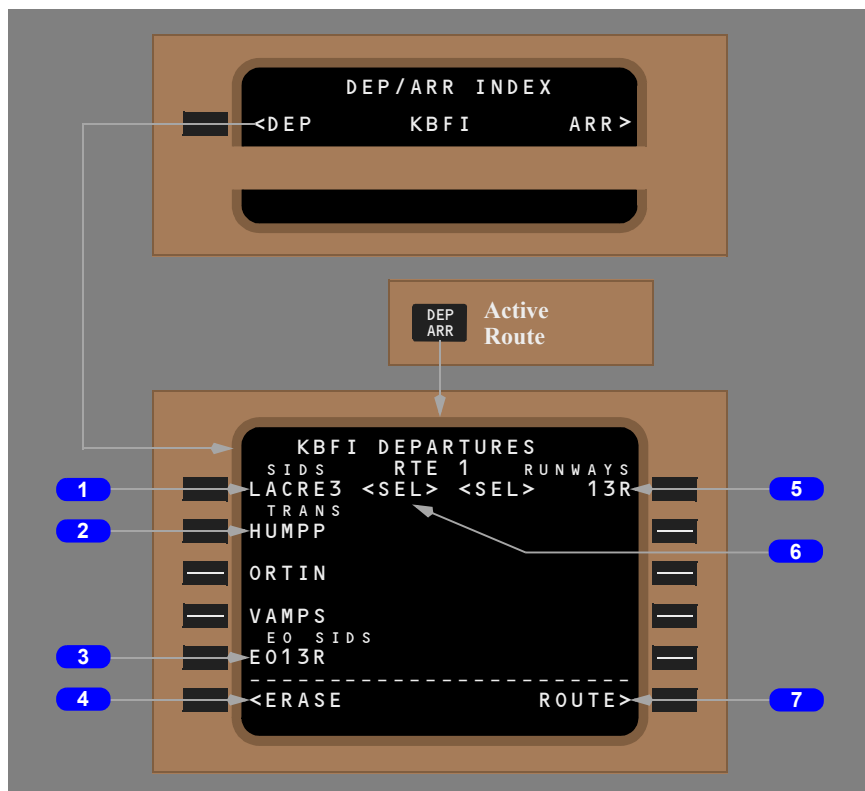 DEP/ARR INDEX
<DEP KBFI ARR>
DEP
ARR
Active
Route
KBFI DEPARTURES
SIDS RTE 1 RUNWAYS
1 LACRE3 <SEL> <SEL> 13R 5
TRANS
2 HUMPP
6
ORTIN
VAMPS
EO SIDS
3 EO13R
4 <ERASE ROUTE> 7